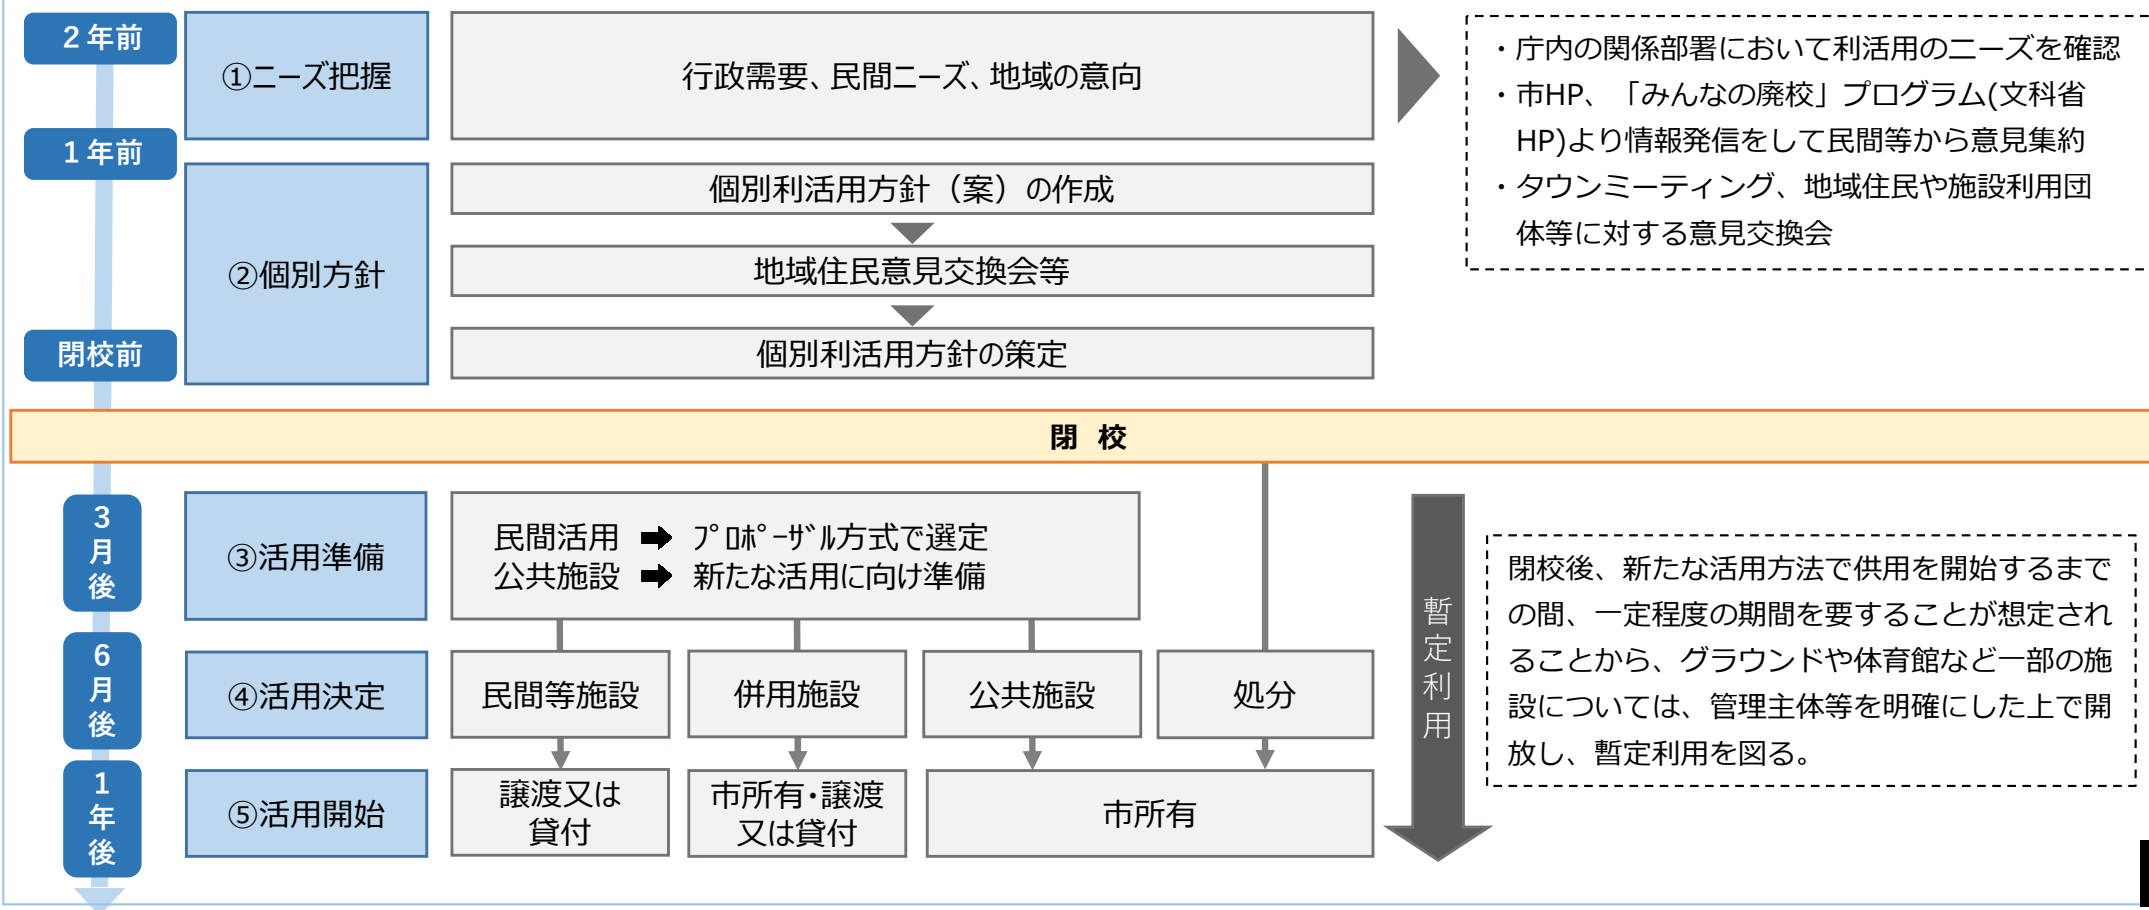 2年前
①ニーズ把握
行政需要、民間ニーズ、地域の意向
・庁内の関係部署において利活用のニーズを確認
・市HP、「みんなの廃校」プログラム(文科省
HP)より情報発信をして民間等から意見集約
・タウンミーティング、地域住民や施設利用団
体等に対する意見交換会
1年前
②個別方針
個別利活用方針（案）の作成
地域住民意見交換会等
個別利活用方針の策定
閉校前
閉 校
3月後
③活用準備
民間活用 ➡ ﾌﾟﾛﾎﾟｰｻﾞﾙ方式で選定
公共施設 ➡ 新たな活用に向け準備
6月後
④活用決定
民間等施設
併用施設
公共施設
処分
1年後
⑤活用開始
譲渡又は
貸付
市所有・譲渡
又は貸付
市所有
暫定利用
閉校後、新たな活用方法で供用を開始するまで
の間、一定程度の期間を要することが想定され
ることから、グラウンドや体育館など一部の施
設については、管理主体等を明確にした上で開
放し、暫定利用を図る。